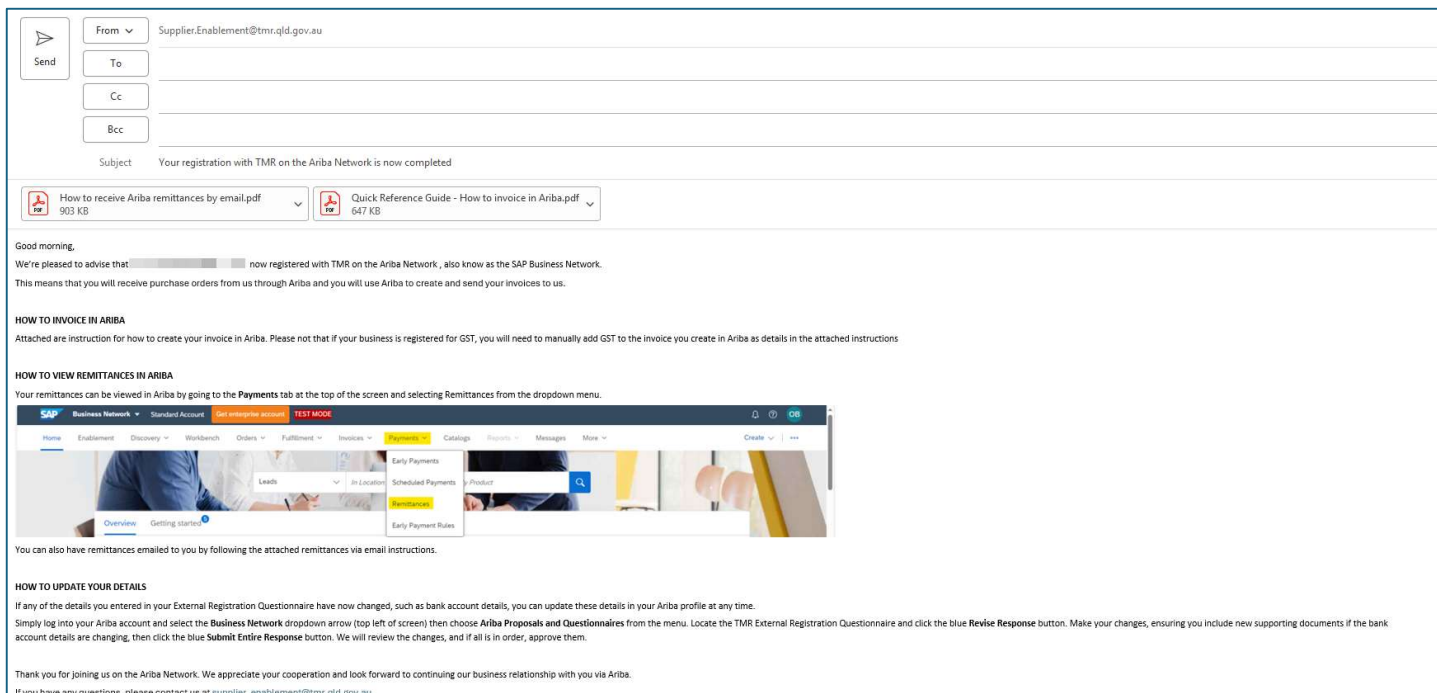 From
Supplier.Enablement@tmr.qld.gov.au
Send
To
Cc
Bcc
Subject
Your registration with TMR on the Ariba Network is now completed
How to receive Ariba remittances by email.pdf
903 KB
Quick Reference Guide - How to invoice in Ariba.pdf
647 KB
Good morning,
We're pleased to advise that now registered with TMR on the Ariba Network , also know as the SAP Business Network.
This means that you will receive purchase orders from us through Ariba and you will use Ariba to create and send your invoices to us.
HOW TO INVOICE IN ARIBA
Attached are instruction for how to create your invoice in Ariba. Please not that if your business is registered for GST, you will need to manually add GST to the invoice you create in Ariba as details in the attached instructions
HOW TO VIEW REMITTANCES IN ARIBA
Your remittances can be viewed in Ariba by going to the Payments tab at the top of the screen and selecting Remittances from the dropdown menu.
SAP Business Network Standard Account Get enterprise account TEST MODE OB
Home Enablement Discovery Workbench Orders Fulfillment Invoices Payments Catalogs Reports Messages More Create
Early Payments
Leads In Location Scheduled Payments y Product
Remittances
Overview Getting started
Early Payment Rules
You can also have remittances emailed to you by following the attached remittances via email instructions.
HOW TO UPDATE YOUR DETAILS
If any of the details you entered in your External Registration Questionnaire have now changed, such as bank account details, you can update these details in your Ariba profile at any time.
Simply log into your Ariba account and select the Business Network dropdown arrow (top left of screen) then choose Ariba Proposals and Questionnaires from the menu. Locate the TMR External Registration Questionnaire and click the blue Revise Response button. Make your changes, ensuring you include new supporting documents if the bank
account details are changing, then click the blue Submit Entire Response button. We will review the changes, and if all is in order, approve them.
Thank you for joining us on the Ariba Network. We appreciate your cooperation and look forward to continuing our business relationship with you via Ariba.
If you have any questions, please contact us at supplier_enablement@tmr.qld.gov.au